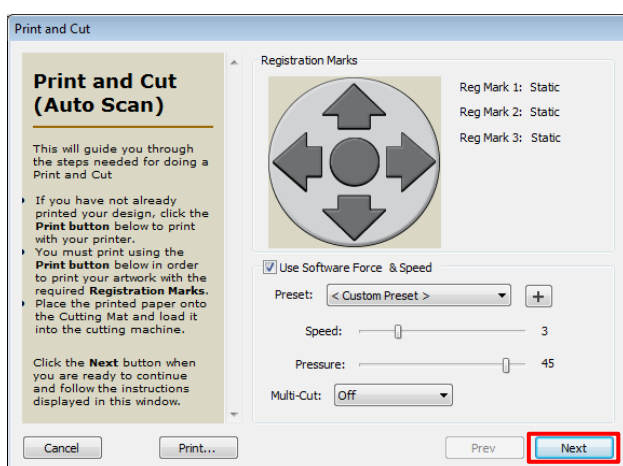 Print and Cut
Print and Cut
(Auto Scan)
This will guide you through
the steps needed for doing a
Print and Cut
If you have not already
printed your design, click the
Print button below to print
with your printer.
You must print using the
Print button below in order
to print your artwork with the
required Registration Marks.
Place the printed paper onto
the Cutting Mat and load it
into the cutting machine.
Click the Next button when
you are ready to continue
and follow the instructions
displayed in this window.
Registration Marks
Reg Mark 1: Static
Reg Mark 2: Static
Reg Mark 3: Static
Use Software Force & Speed
Preset: < Custom Preset > +
Speed: 3
Pressure: 45
Multi-Cut: Off
Cancel Print... Prev Next